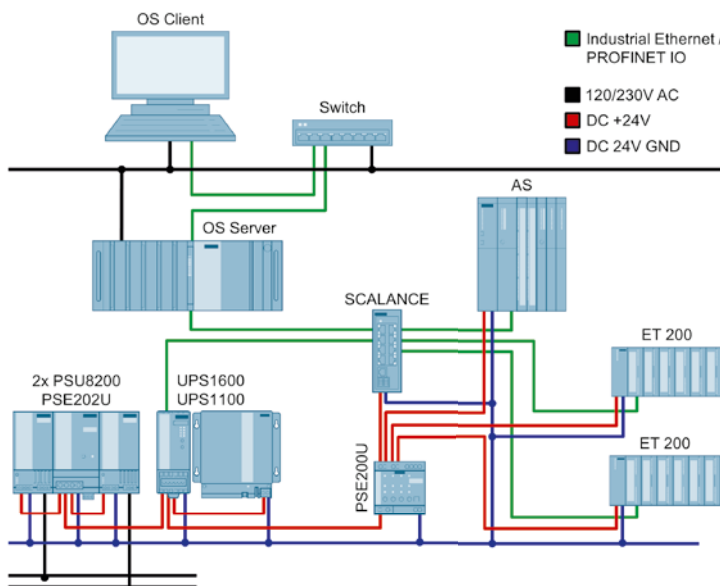 OS Client
Industrial Ethernet /
PROFINET IO
Switch
120/230V AC
DC +24V
DC 24V GND
AS
OS Server
SCALANCE
ET 200
2x PSU8200
PSE202U
UPS1600
UPS1100
PSE200U
ET 200